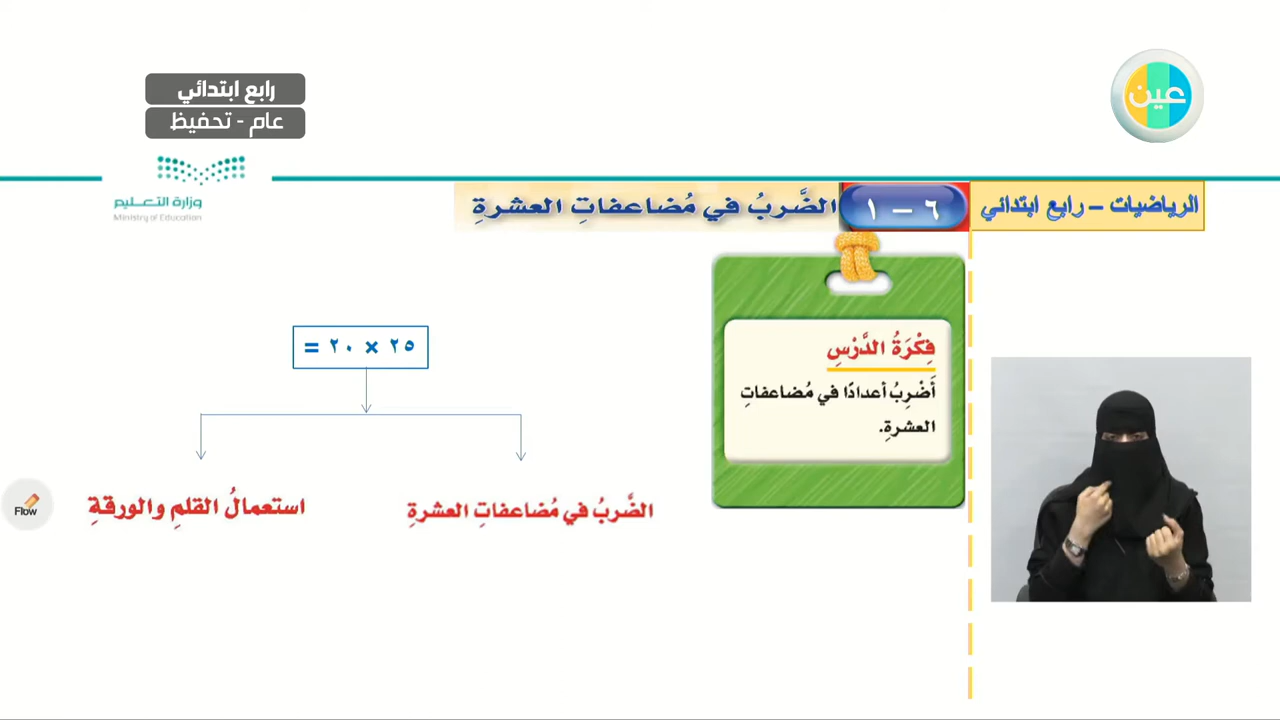 رابع ابتدائي
عام - تحفيظ
عين
وزارة التعـليم
Ministry of Education
الرياضيات – رابع ابتدائي
٦ – ١
الضَّربُ في مُضاعفاتِ العشرةِ
فِكْرَةُ الدَّرْسِ
أَضْرِبُ أعدادًا في مُضاعفاتِ
العشرةِ.
٢٥ × ٢٠ =
الضَّربُ في مُضاعفاتِ العشرةِ
استعمالُ القلمِ والورقةِ
Flow